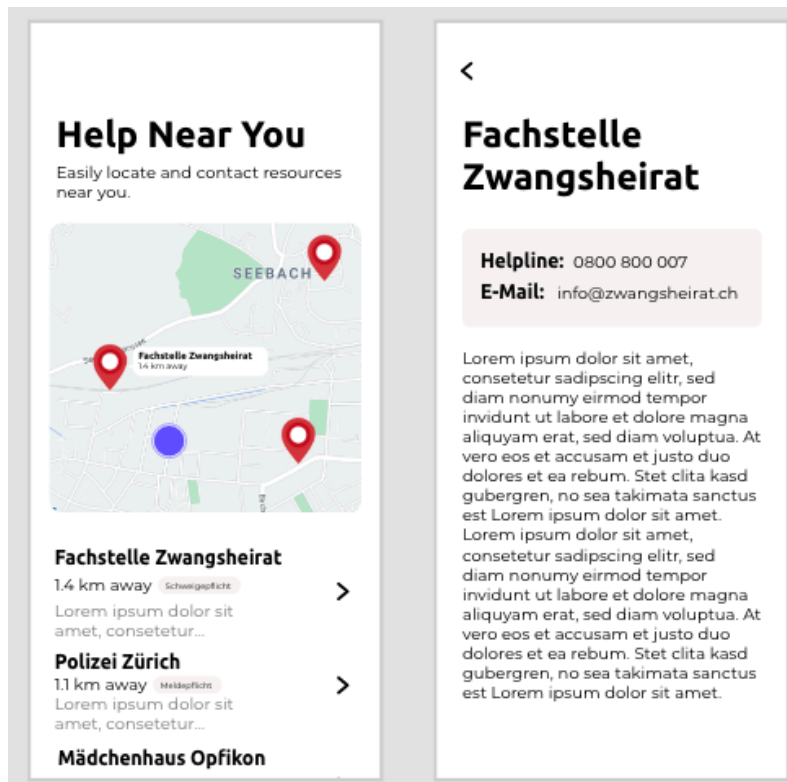 Help Near You
Easily locate and contact resources
near you.
SEEBACH
Fachstelle Zwangsheirat
1.4 km away
Fachstelle Zwangsheirat
1.4 km away Schweigepflicht
Lorem ipsum dolor sit
amet, consetetur...
Polizei Zürich
1.1 km away Meldepflicht
Lorem ipsum dolor sit
amet, consetetur...
Mädchenhaus Opfikon
Fachstelle
Zwangsheirat
Helpline: 0800 800 007
E-Mail: info@zwangsheirat.ch
Lorem ipsum dolor sit amet,
consetetur sadipscing elitr, sed
diam nonumy eirmod tempor
invidunt ut labore et dolore magna
aliquyam erat, sed diam voluptua. At
vero eos et accusam et justo duo
dolores et ea rebum. Stet clita kasd
gubergren, no sea takimata sanctus
est Lorem ipsum dolor sit amet.
Lorem ipsum dolor sit amet,
consetetur sadipscing elitr, sed
diam nonumy eirmod tempor
invidunt ut labore et dolore magna
aliquyam erat, sed diam voluptua. At
vero eos et accusam et justo duo
dolores et ea rebum. Stet clita kasd
gubergren, no sea takimata sanctus
est Lorem ipsum dolor sit amet.